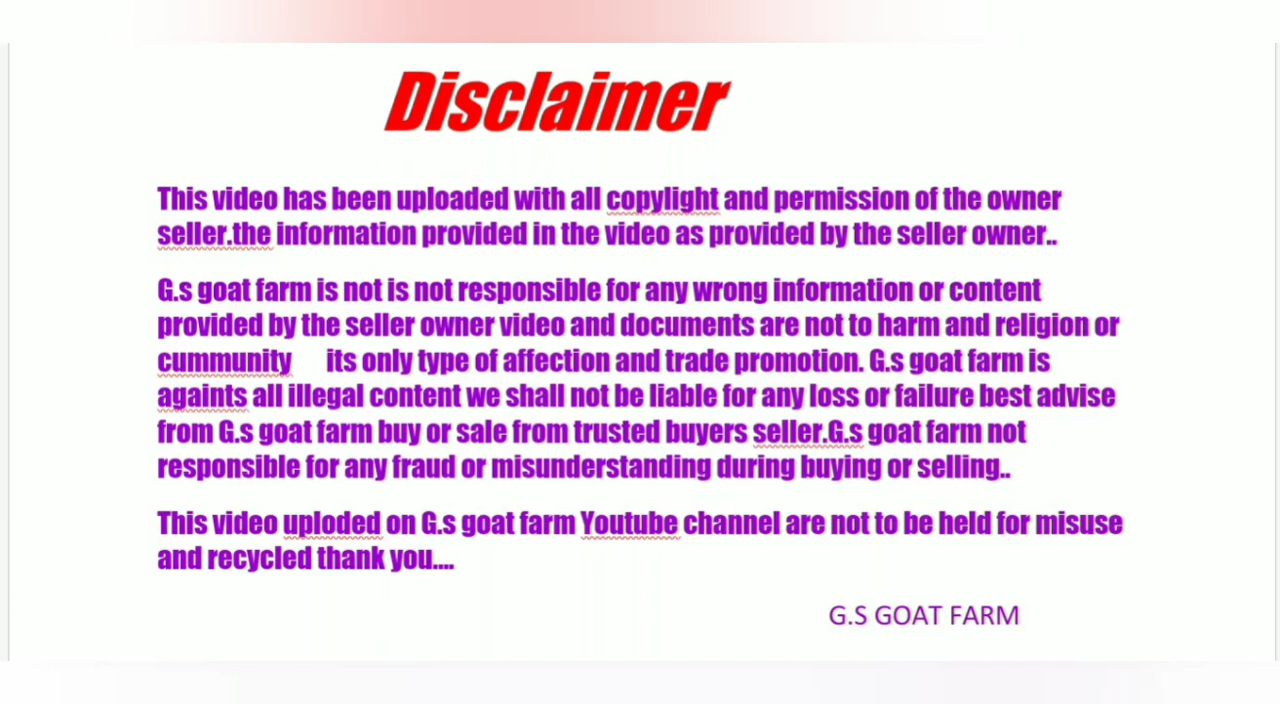 Disclaimer
This video has been uploaded with all copylight and permission of the owner
seller.the information provided in the video as provided by the seller owner..
G.s goat farm is not is not responsible for any wrong information or content
provided by the seller owner video and documents are not to harm and religion or
cummunity its only type of affection and trade promotion. G.s goat farm is
againts all illegal content we shall not be liable for any loss or failure best advise
from G.s goat farm buy or sale from trusted buyers seller.G.s goat farm not
responsible for any fraud or misunderstanding during buying or selling..
This video uploded on G.s goat farm Youtube channel are not to be held for misuse
and recycled thank you....
G.S GOAT FARM